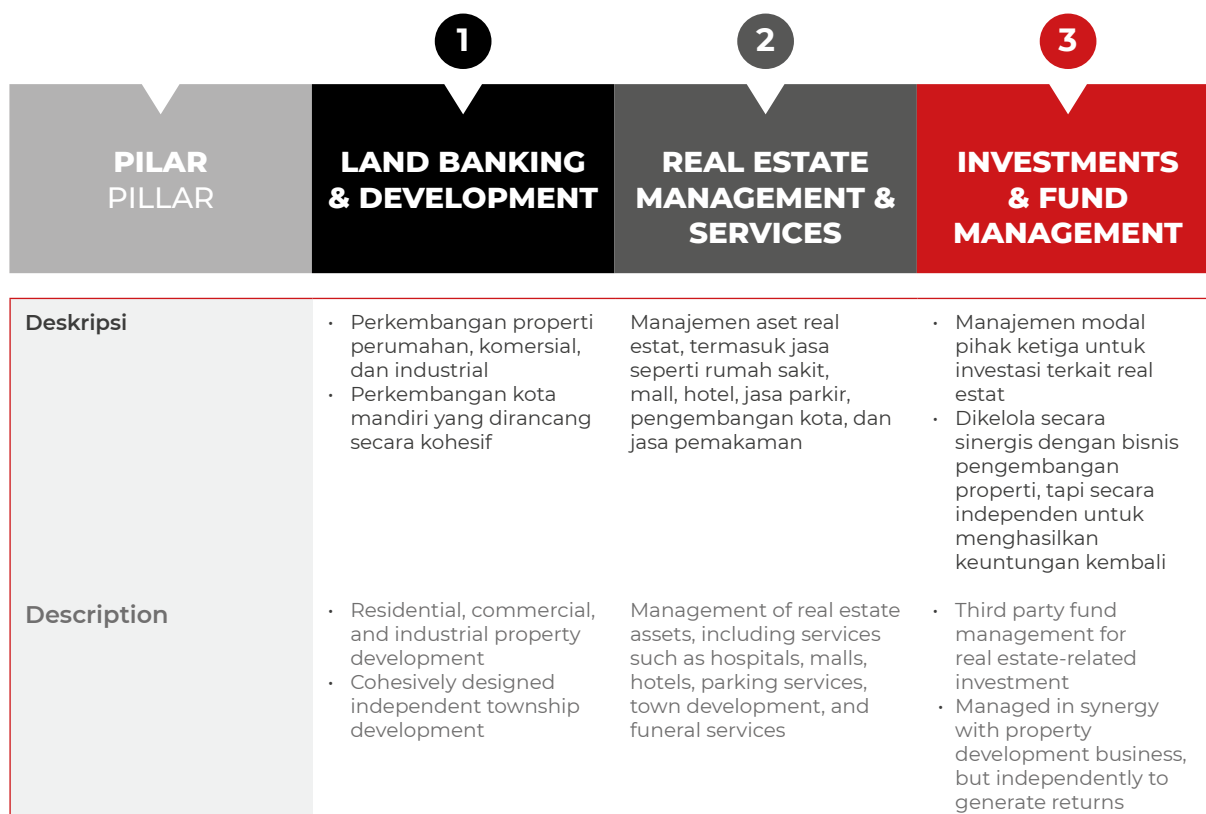 1
2
3
PILAR
PILLAR
LAND BANKING
& DEVELOPMENT
REAL ESTATE
MANAGEMENT &
SERVICES
INVESTMENTS
& FUND
MANAGEMENT
Deskripsi
• Perkembangan properti
perumahan, komersial,
dan industrial
• Perkembangan kota
mandiri yang dirancang
secara kohesif
Manajemen aset real
estat, termasuk jasa
seperti rumah sakit,
mall, hotel, jasa parkir,
pengembangan kota, dan
jasa pemakaman
• Manajemen modal
pihak ketiga untuk
investasi terkait real
estat
• Dikelola secara
sinergis dengan bisnis
pengembangan
properti, tapi secara
independen untuk
menghasilkan
keuntungan kembali
Description
• Residential, commercial,
and industrial property
development
• Cohesively designed
independent township
development
Management of real estate
assets, including services
such as hospitals, malls,
hotels, parking services,
town development, and
funeral services
• Third party fund
management for
real estate-related
investment
• Managed in synergy
with property
development business,
but independently to
generate returns